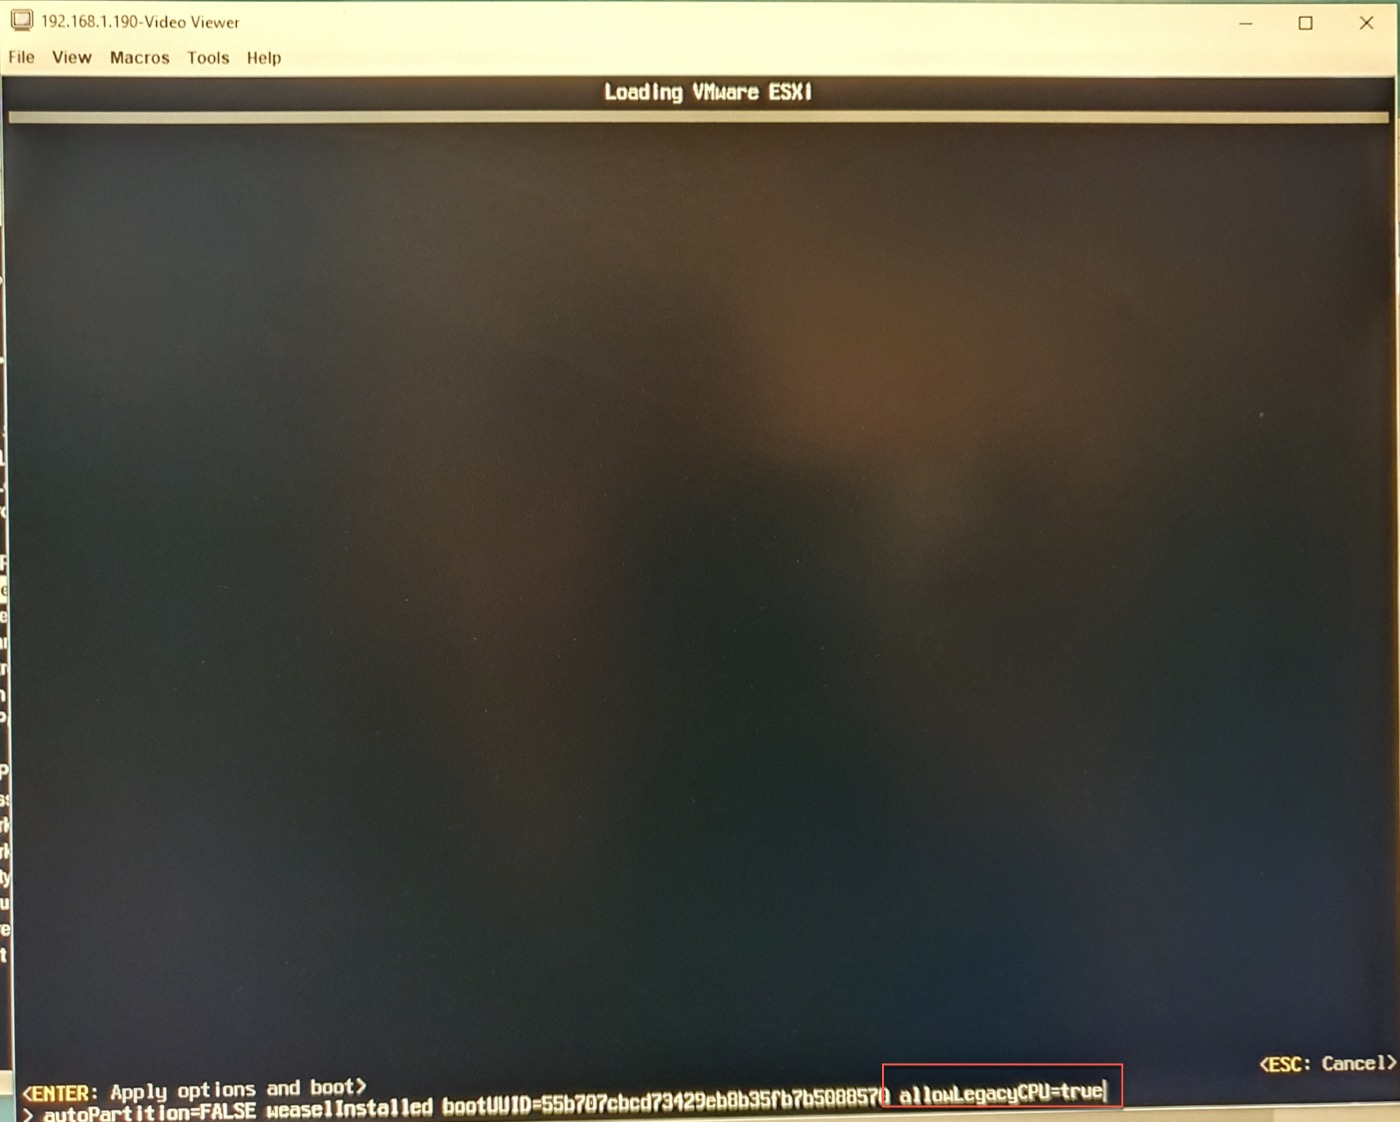 192.168.1.190-Video Viewer
File View Macros Tools Help
Loading VMware ESXi
<ESC: Cancel>
<ENTER: Apply options and boot>
> autoPartition=FALSE weaselInstalled bootUUID=55b707cbcd73429eb8b35fb7b5088570 allowLegacyCPU=true